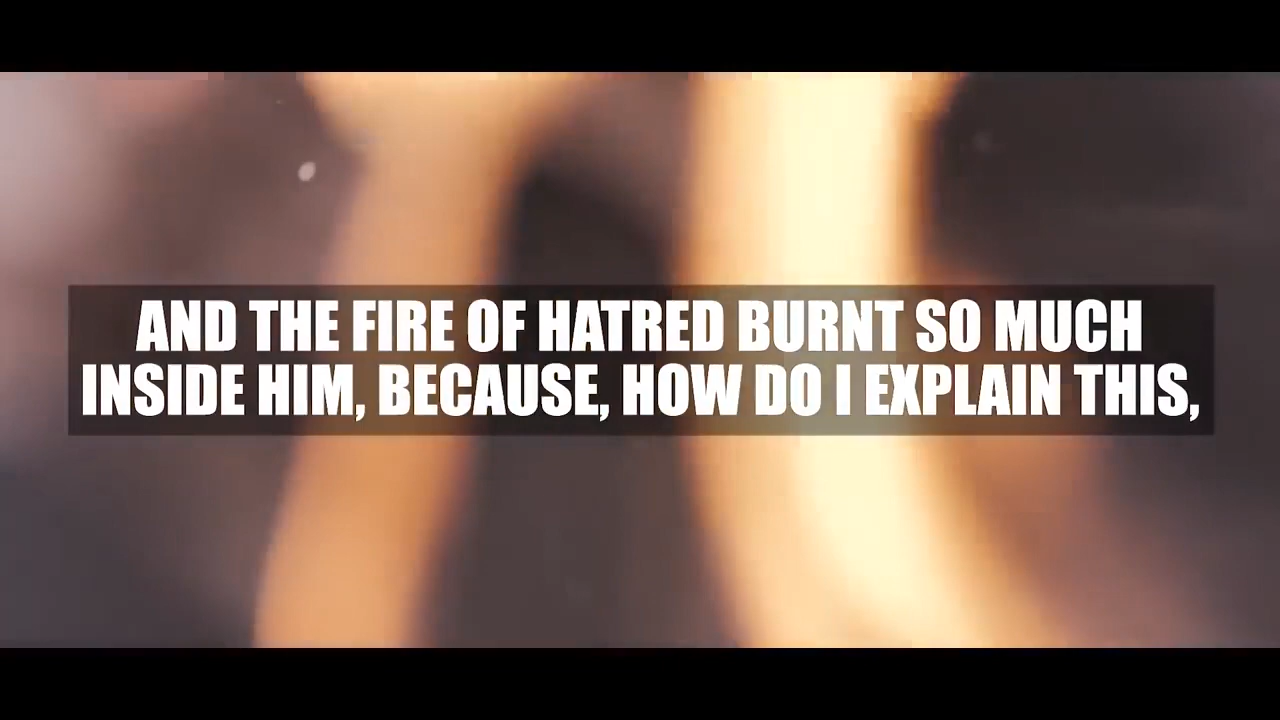 AND THE FIRE OF HATRED BURNT SO MUCH
INSIDE HIM, BECAUSE, HOW DO I EXPLAIN THIS,